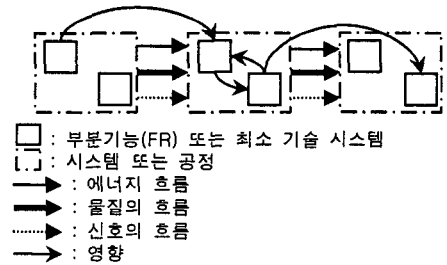 : 부분기능(FR) 또는 최소 기술 시스템
: 시스템 또는 공정
: 에너지 흐름
: 물질의 흐름
: 신호의 흐름
: 영향